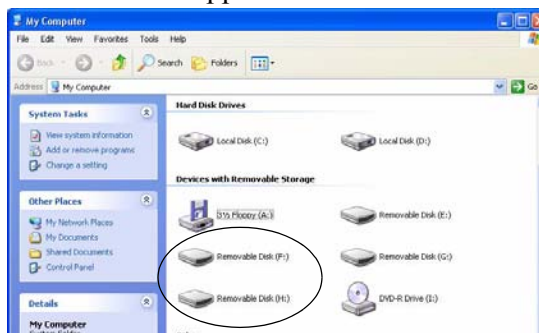 My Computer
File Edit View Favorites Tools Help
Back Search Folders
Address My Computer Go
System Tasks
View system information
Add or remove programs
Change a setting
Other Places
My Network Places
My Documents
Shared Documents
Control Panel
Details
My Computer
System Folder
Hard Disk Drives
Local Disk (C:) Local Disk (D:)
Devices with Removable Storage
3½ Floppy (A:) Removable Disk (E:)
Removable Disk (F:) Removable Disk (G:)
Removable Disk (H:) DVD-R Drive (I:)